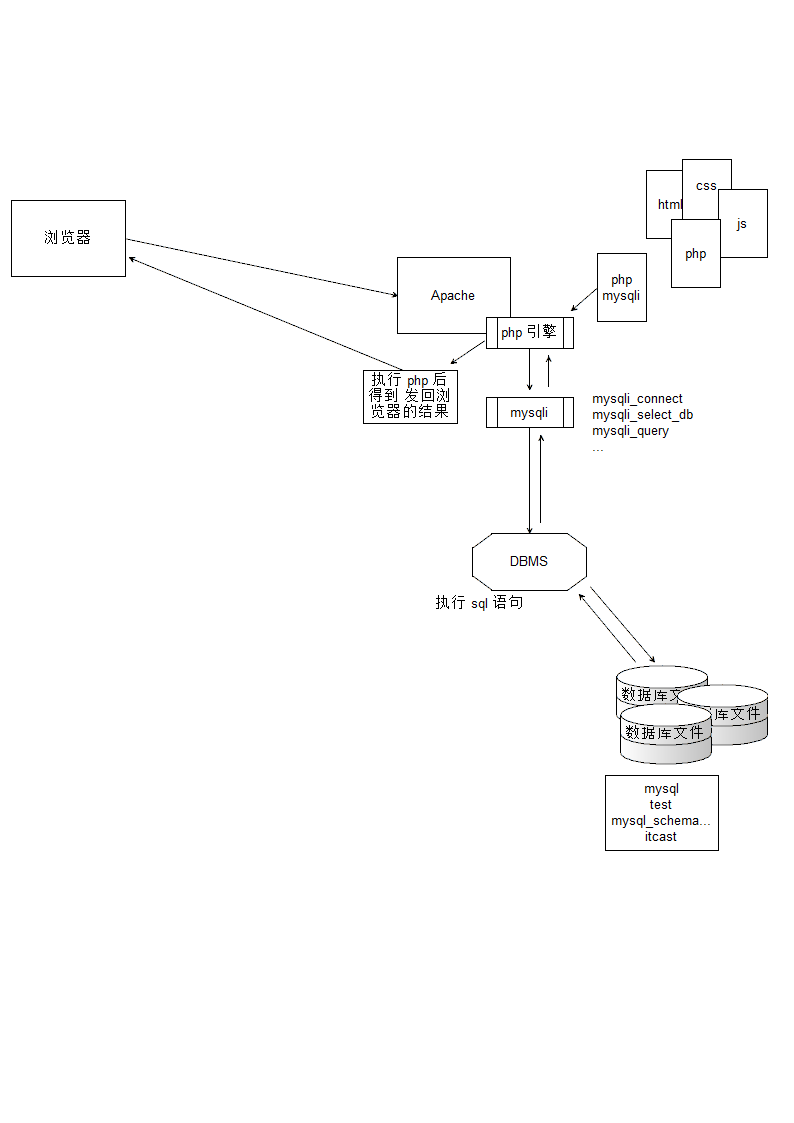 css
html
js
浏览器
php
php
mysqli
Apache
php 引擎
执行 php 后
得到 发回浏
览器的结果
mysqli
mysqli_connect
mysqli_select_db
mysqli_query
...
DBMS
执行 sql 语句
数据库文
库文件
数据库文件
mysql
test
mysql_schema...
itcast